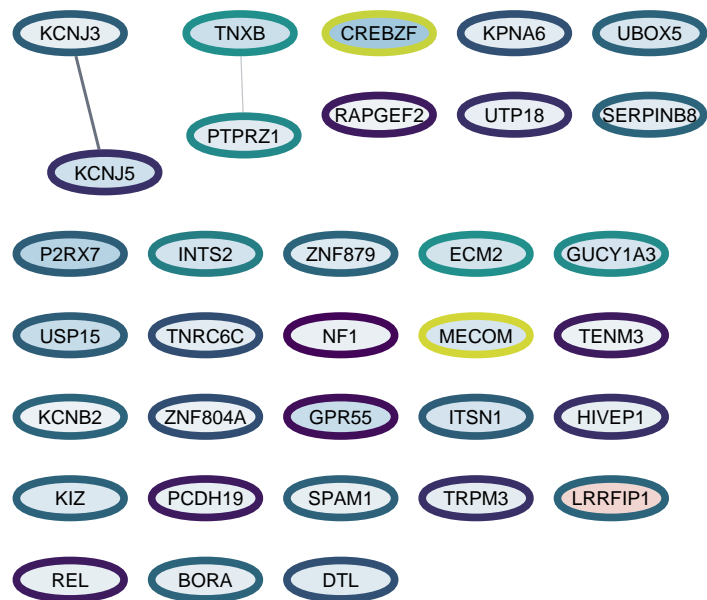 KCNJ3
TNXB
CREBZF
KPNA6
UBOX5
RAPGEF2
UTP18
SERPINB8
PTPRZ1
KCNJ5
P2RX7
INTS2
ZNF879
ECM2
GUCY1A3
USP15
TNRC6C
NF1
MECOM
TENM3
KCNB2
ZNF804A
GPR55
ITSN1
HIVEP1
KIZ
PCDH19
SPAM1
TRPM3
LRRFIP1
REL
BORA
DTL